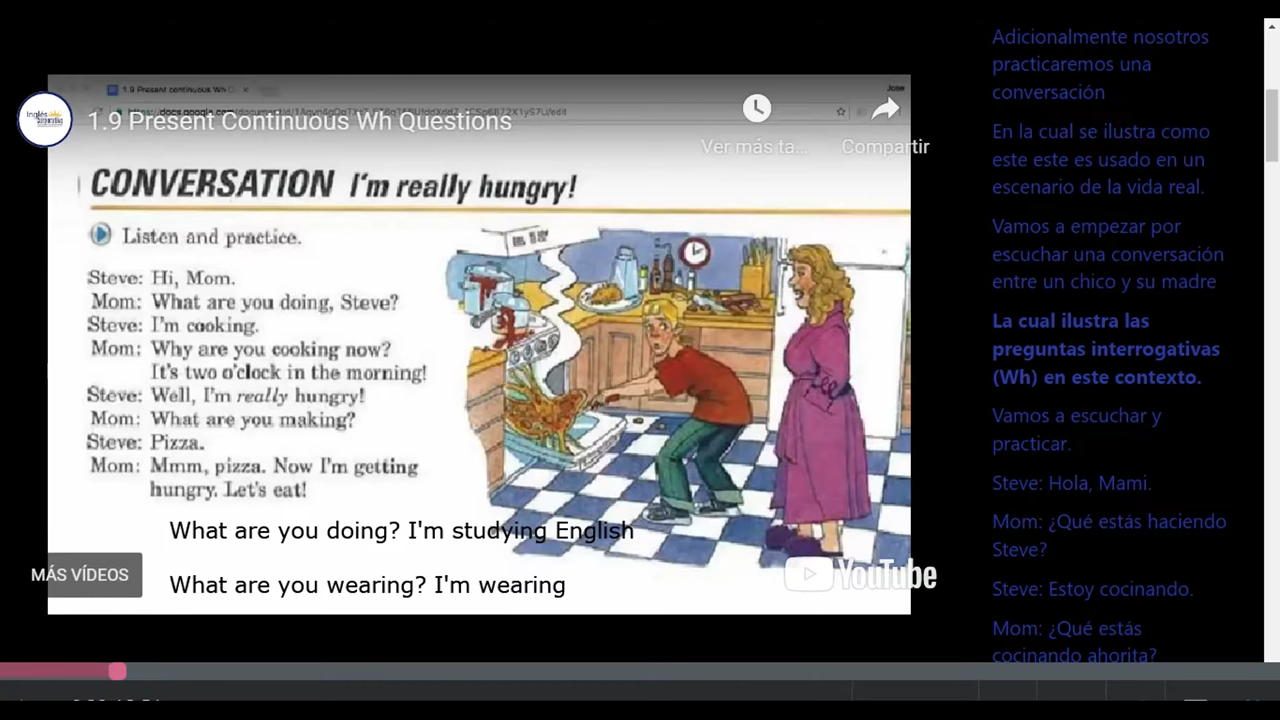 1.9 Present continuous Wh
Jose
1.9 Present Continuous Wh Questions
Ver más ta...
Compartir
CONVERSATION I'm really hungry!
Listen and practice.
Steve: Hi, Mom.
Mom: What are you doing, Steve?
Steve: I'm cooking.
Mom: Why are you cooking now?
It's two o'clock in the morning!
Steve: Well, I'm really hungry!
Mom: What are you making?
Steve: Pizza.
Mom: Mmm, pizza. Now I'm getting
hungry. Let's eat!
What are you doing? I'm studying English
What are you wearing? I'm wearing
MÁS VÍDEOS
YouTube
Adicionalmente nosotros
practicaremos una
conversación
En la cual se ilustra como
este este es usado en un
escenario de la vida real.
Vamos a empezar por
escuchar una conversación
entre un chico y su madre
La cual ilustra las
preguntas interrogativas
(Wh) en este contexto.
Vamos a escuchar y
practicar.
Steve: Hola, Mami.
Mom: ¿Qué estás haciendo
Steve?
Steve: Estoy cocinando.
Mom: ¿Qué estás
cocinando ahorita?